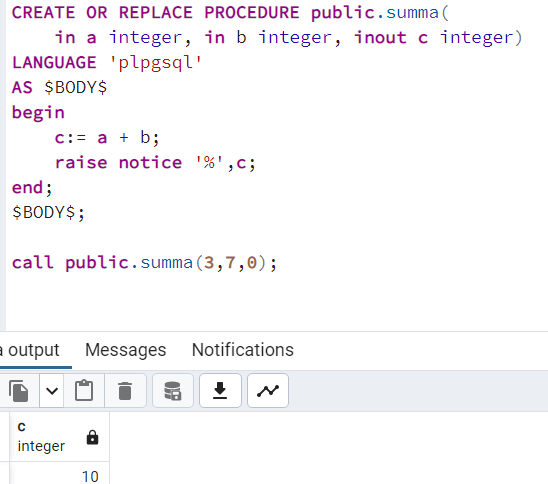 CREATE OR REPLACE PROCEDURE public.summa(
    in a integer, in b integer, inout c integer)
LANGUAGE 'plpgsql'
AS $BODY$
begin
    c:= a + b;
    raise notice '%',c;
end;
$BODY$;

call public.summa(3,7,0);

a output Messages Notifications
c
integer
10